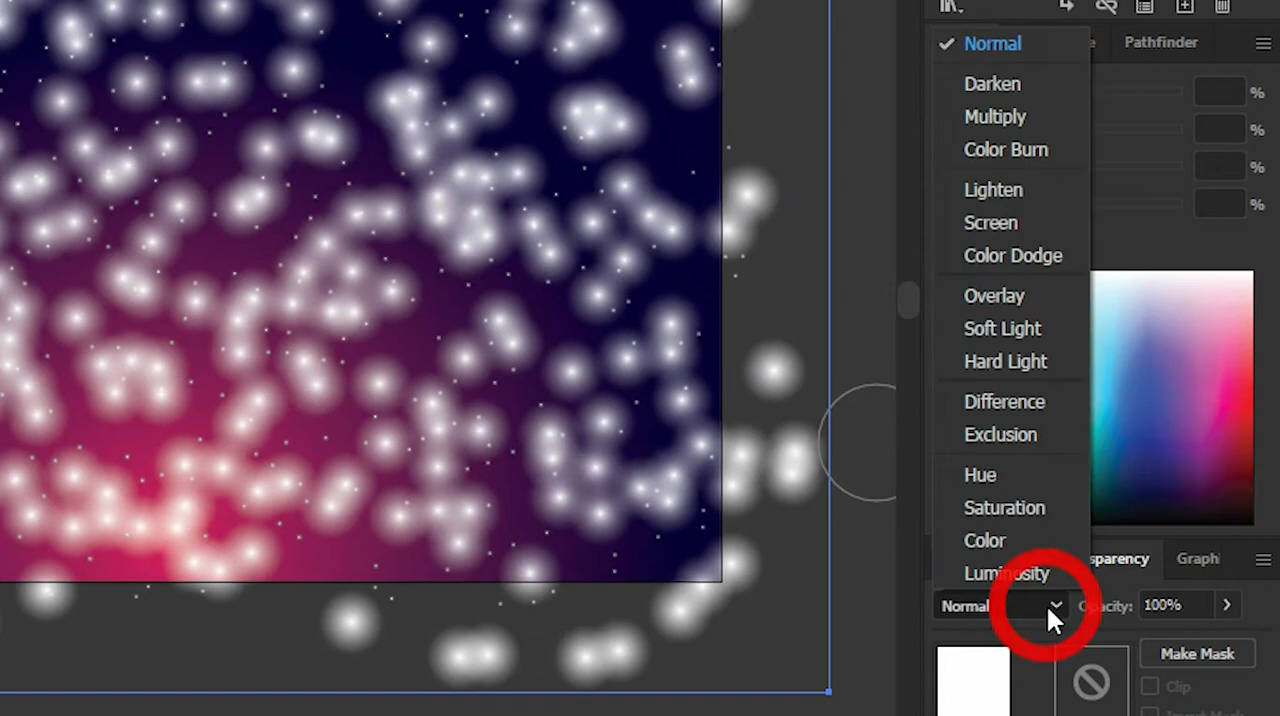 Normal
Pathfinder
Darken
%
Multiply
%
Color Burn
%
Lighten
%
Screen
Color Dodge
Overlay
Soft Light
Hard Light
Difference
Exclusion
Hue
Saturation
Color
sparency
Graphi
Luminosity
Normal
Opacity:
100%
Make Mask
Clip